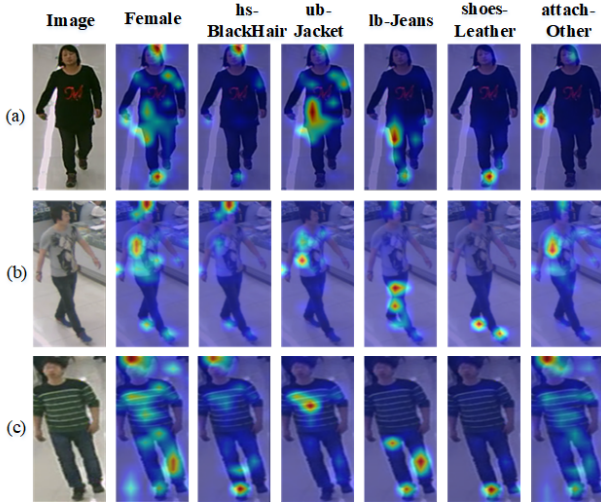 Image Female hs-BlackHair ub-Jacket lb-Jeans shoes-Leather attach-Other
(a)
(b)
(c)